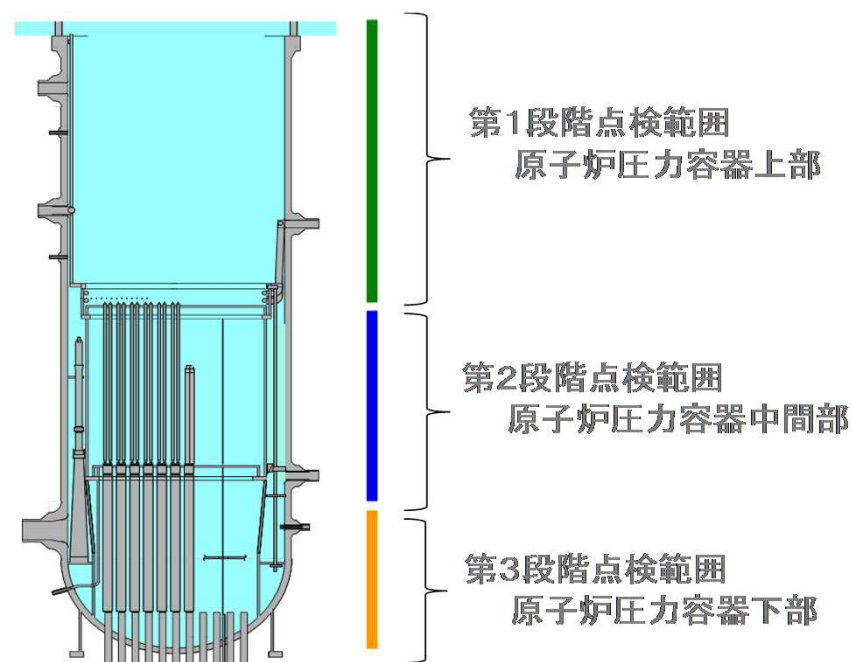 第1段階点検範囲
原子炉圧力容器上部
第2段階点検範囲
原子炉圧力容器中間部
第3段階点検範囲
原子炉圧力容器下部